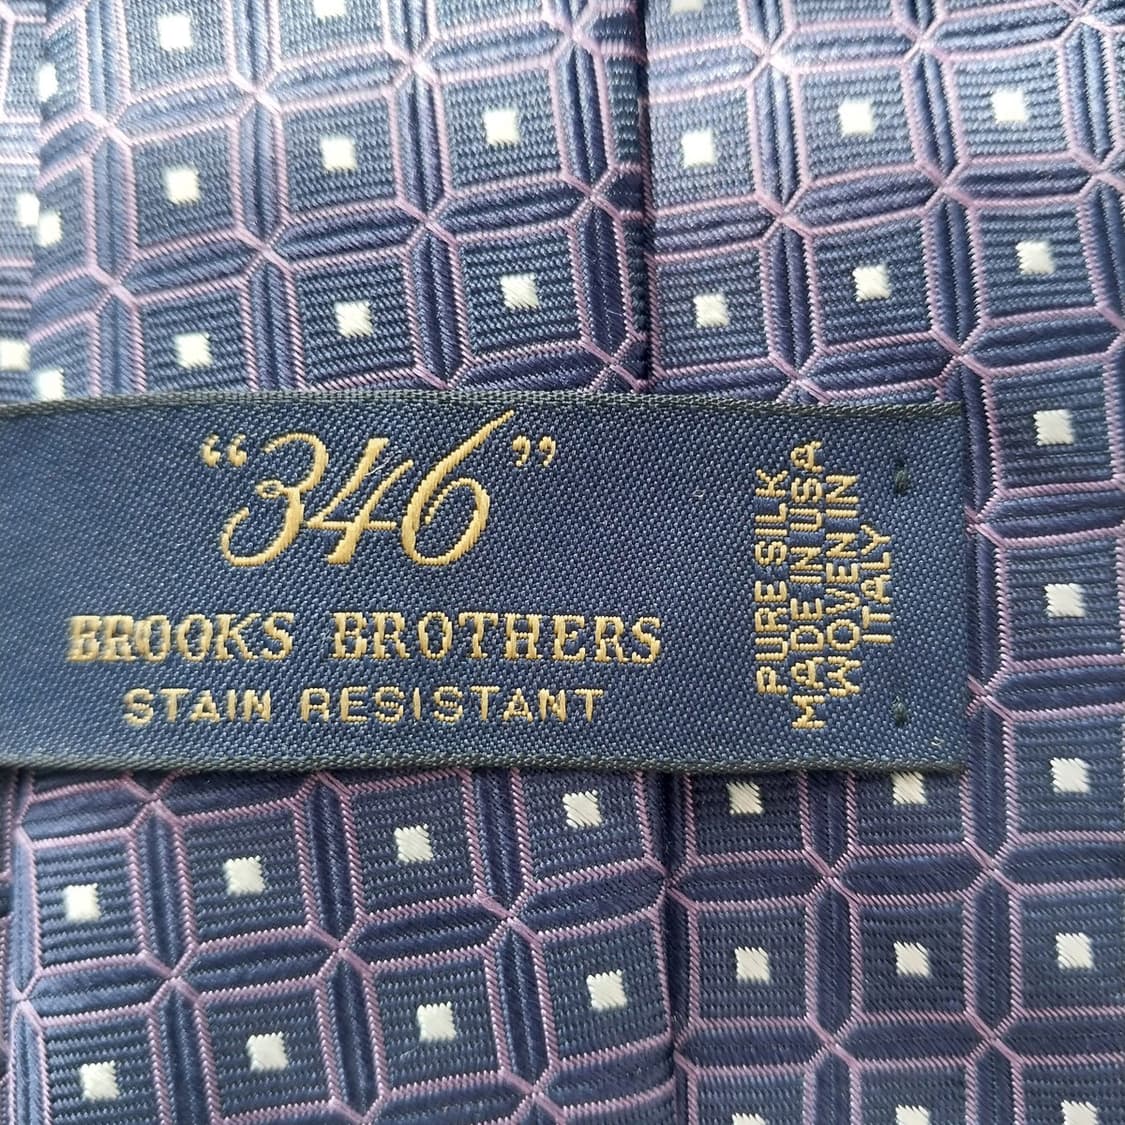 “346”
BROOKS BROTHERS
STAIN RESISTANT
PURE SILK
MADE IN USA
WOVEN IN
ITALY